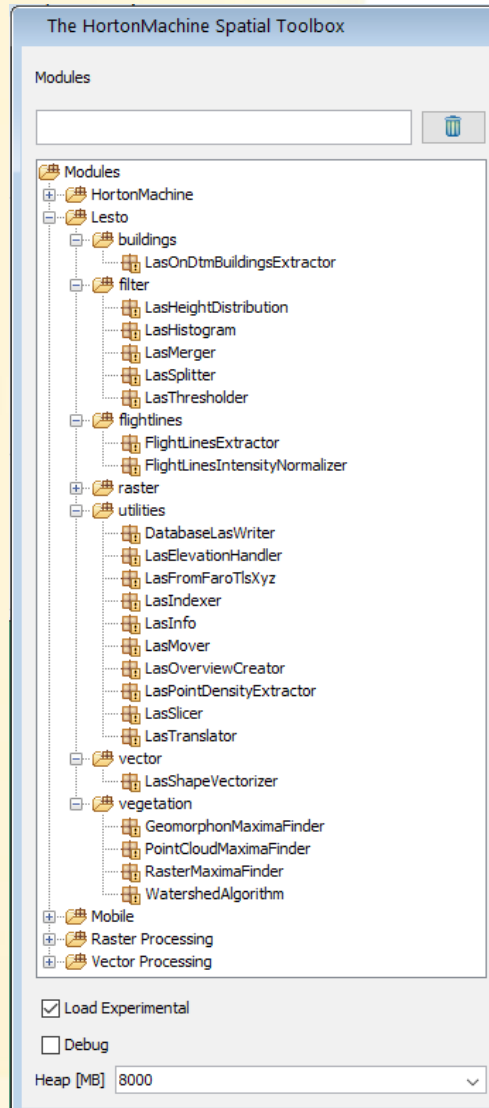 The HortonMachine Spatial Toolbox
Modules
Modules
HortonMachine
Lesto
buildings
LasOnDtmBuildingsExtractor
filter
LasHeightDistribution
LasHistogram
LasMerger
LasSplitter
LasThresholder
flightlines
FlightLinesExtractor
FlightLinesIntensityNormalizer
raster
utilities
DatabaseLasWriter
LasElevationHandler
LasFromFaroTlsXyz
LasIndexer
LasInfo
LasMover
LasOverviewCreator
LasPointDensityExtractor
LasSlicer
LasTranslator
vector
LasShapeVectorizer
vegetation
GeomorphonMaximaFinder
PointCloudMaximaFinder
RasterMaximaFinder
WatershedAlgorithm
Mobile
Raster Processing
Vector Processing
Load Experimental
Debug
Heap [MB] 8000